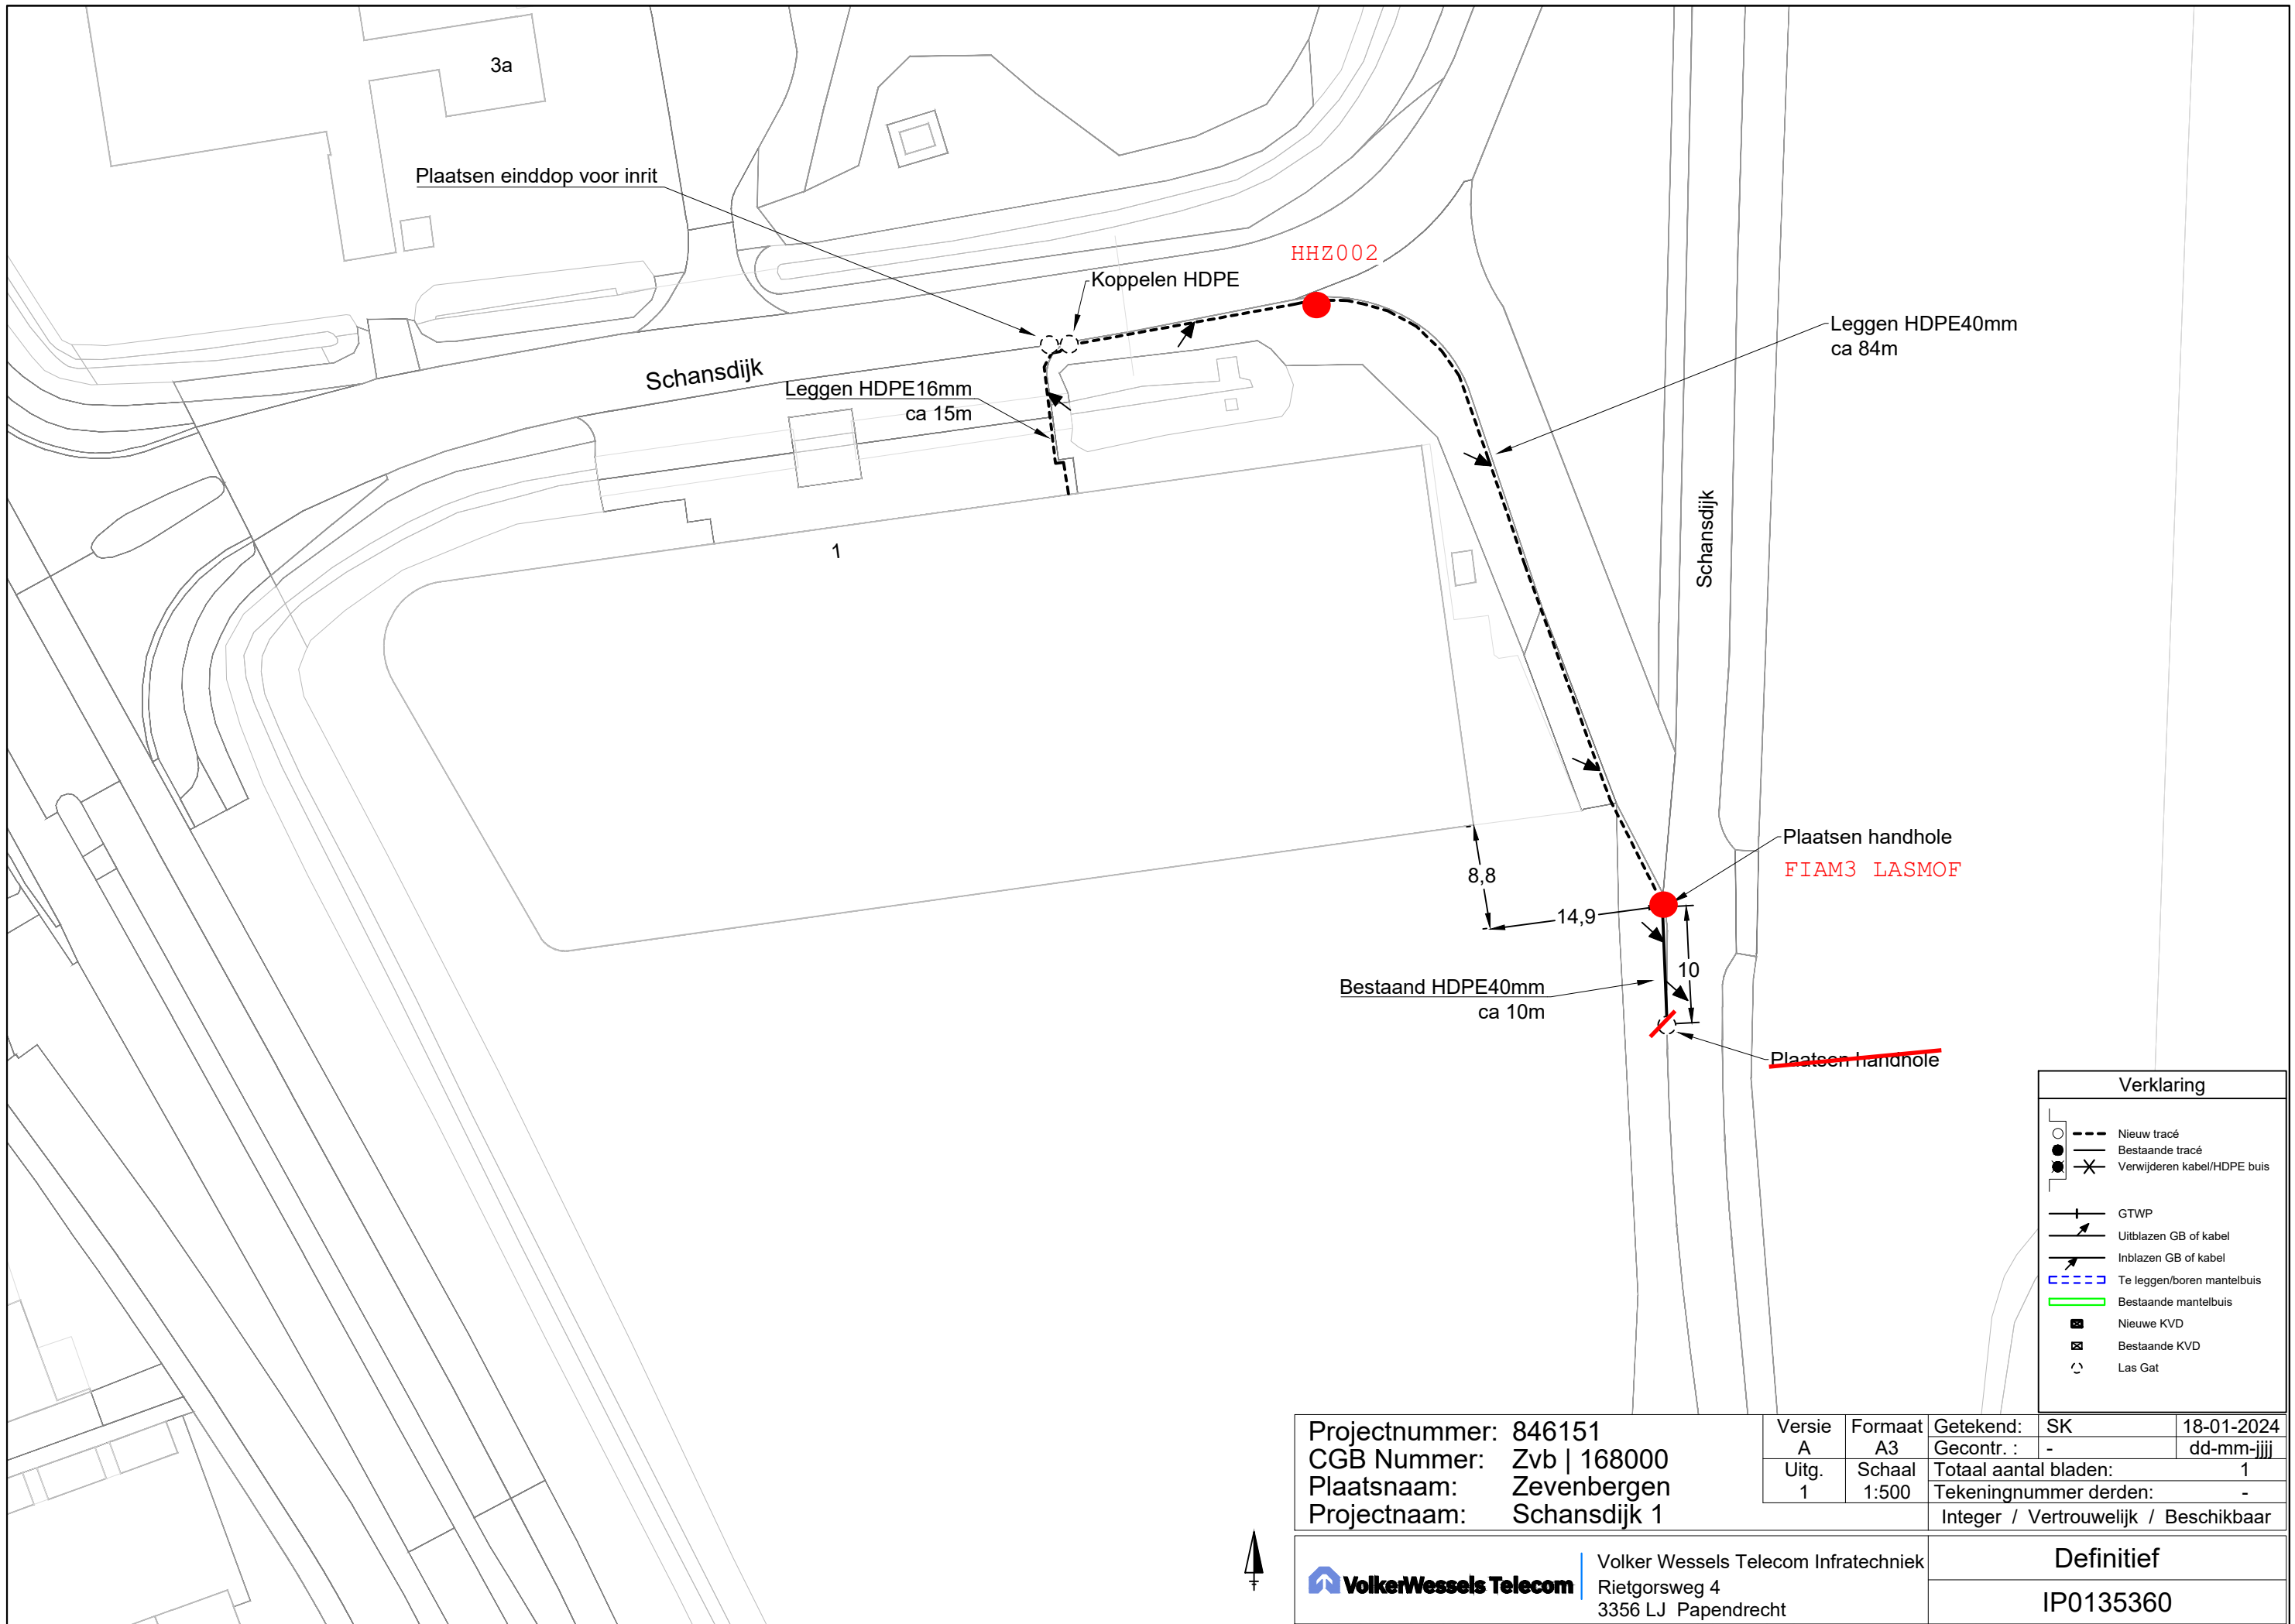 3a
Plaatsen einddop voor inrit
HHZ002
Koppelen HDPE
Leggen HDPE40mm
ca 84m
Schansdijk
Leggen HDPE16mm
ca 15m
Schansdijk
1
Plaatsen handhole
FIAM3 LASMOF
8,8
14,9
10
Bestaand HDPE40mm
ca 10m
Plaatsen handhole
Verklaring
Nieuw tracé
Bestaande tracé
Verwijderen kabel/HDPE buis
GTWP
Uitblazen GB of kabel
Inblazen GB of kabel
Te leggen/boren mantelbuis
Bestaande mantelbuis
Nieuwe KVD
Bestaande KVD
Las Gat
Projectnummer: 846151
CGB Nummer: Zvb | 168000
Plaatsnaam: Zevenbergen
Projectnaam: Schansdijk 1
Versie Formaat Getekend: SK 18-01-2024
A A3 Gecontr. : - dd-mm-jjjj
Uitg. Schaal Totaal aantal bladen: 1
1 1:500 Tekeningnummer derden: -
Integer / Vertrouwelijk / Beschikbaar
VolkerWessels Telecom
Volker Wessels Telecom Infratechniek
Rietgorsweg 4
3356 LJ Papendrecht
Definitief
IP0135360